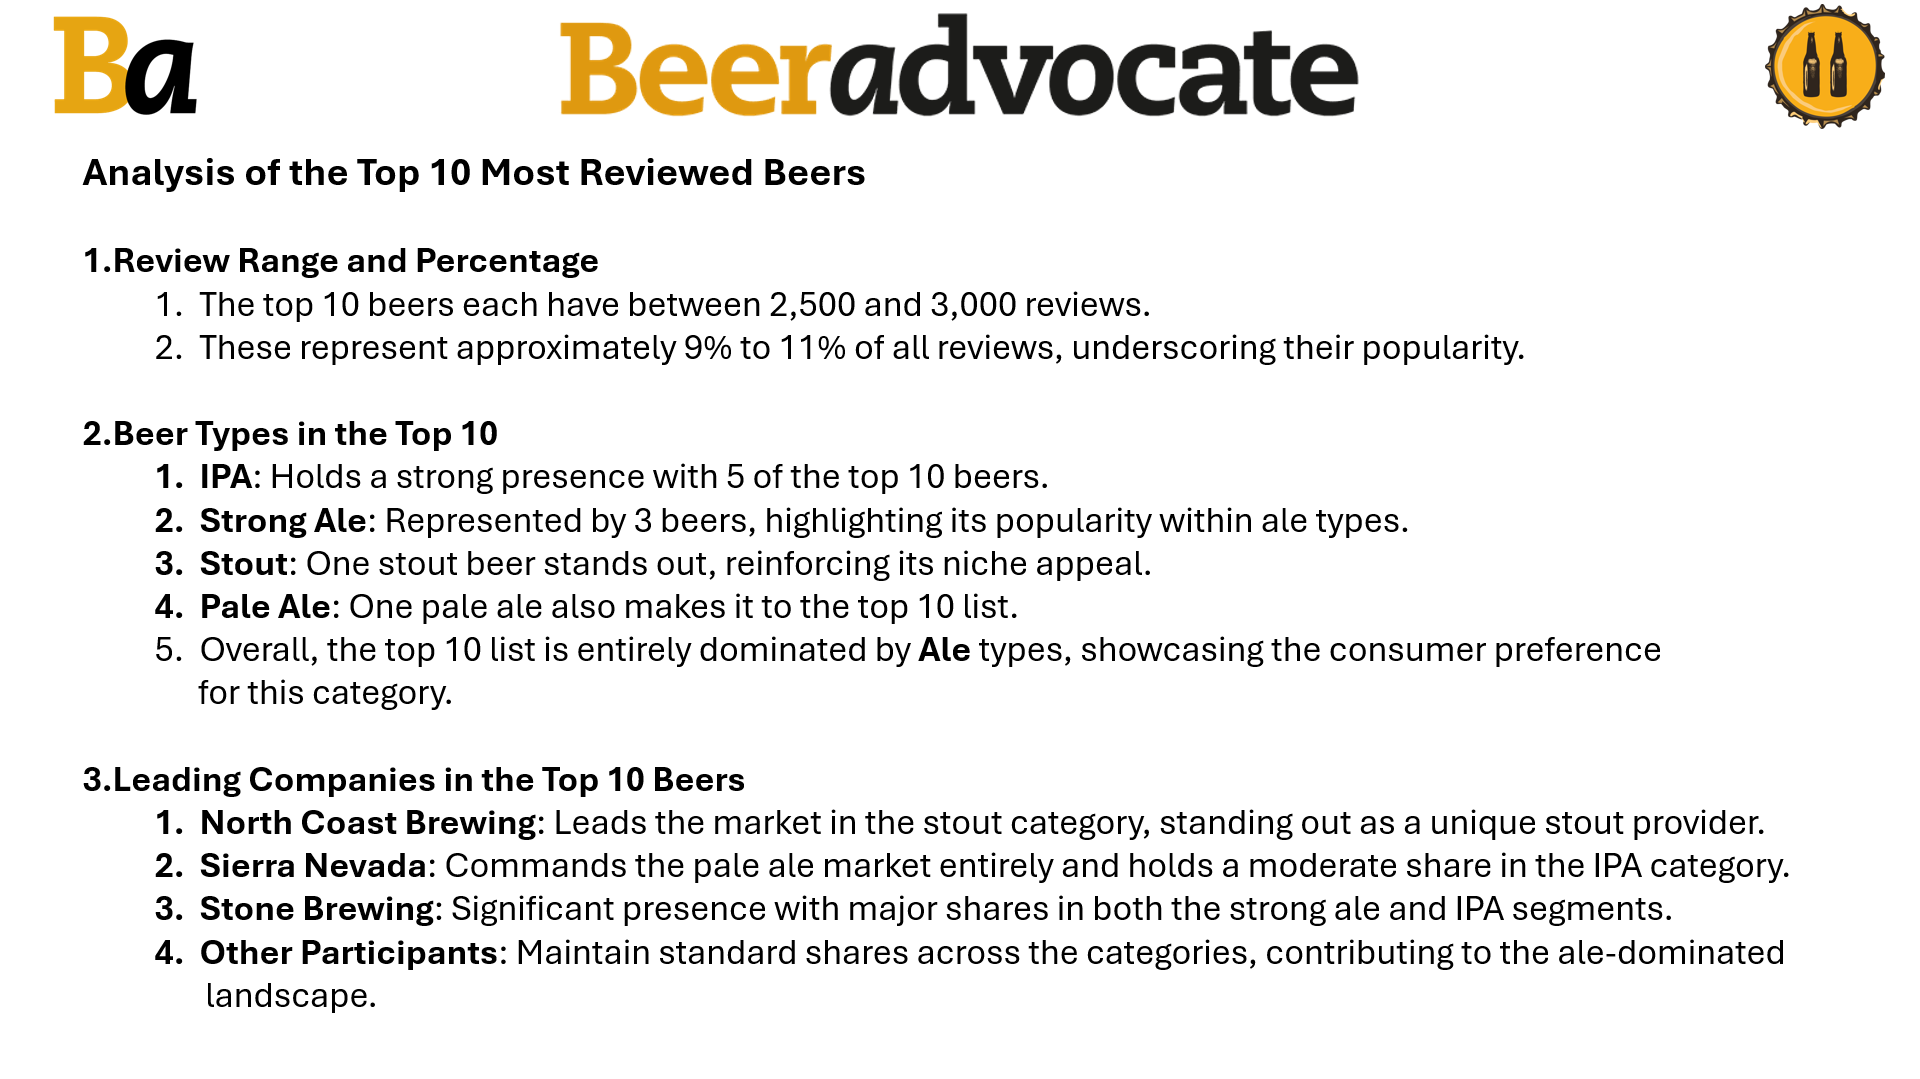 Ba
Beeradvocate
Analysis of the Top 10 Most Reviewed Beers
1.Review Range and Percentage
1. The top 10 beers each have between 2,500 and 3,000 reviews.
2. These represent approximately 9% to 11% of all reviews, underscoring their popularity.
2.Beer Types in the Top 10
1. IPA: Holds a strong presence with 5 of the top 10 beers.
2. Strong Ale: Represented by 3 beers, highlighting its popularity within ale types.
3. Stout: One stout beer stands out, reinforcing its niche appeal.
4. Pale Ale: One pale ale also makes it to the top 10 list.
5. Overall, the top 10 list is entirely dominated by Ale types, showcasing the consumer preference
for this category.
3.Leading Companies in the Top 10 Beers
1. North Coast Brewing: Leads the market in the stout category, standing out as a unique stout provider.
2. Sierra Nevada: Commands the pale ale market entirely and holds a moderate share in the IPA category.
3. Stone Brewing: Significant presence with major shares in both the strong ale and IPA segments.
4. Other Participants: Maintain standard shares across the categories, contributing to the ale-dominated
landscape.